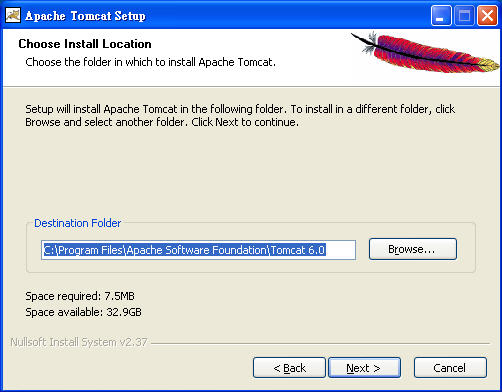 Apache Tomcat Setup
Choose Install Location
Choose the folder in which to install Apache Tomcat.
Setup will install Apache Tomcat in the following folder. To install in a different folder, click
Browse and select another folder. Click Next to continue.
Destination Folder
C:\Program Files\Apache Software Foundation\Tomcat 6.0
Browse...
Space required: 7.5MB
Space available: 32.9GB
Nullsoft Install System v2.37
< Back
Next >
Cancel